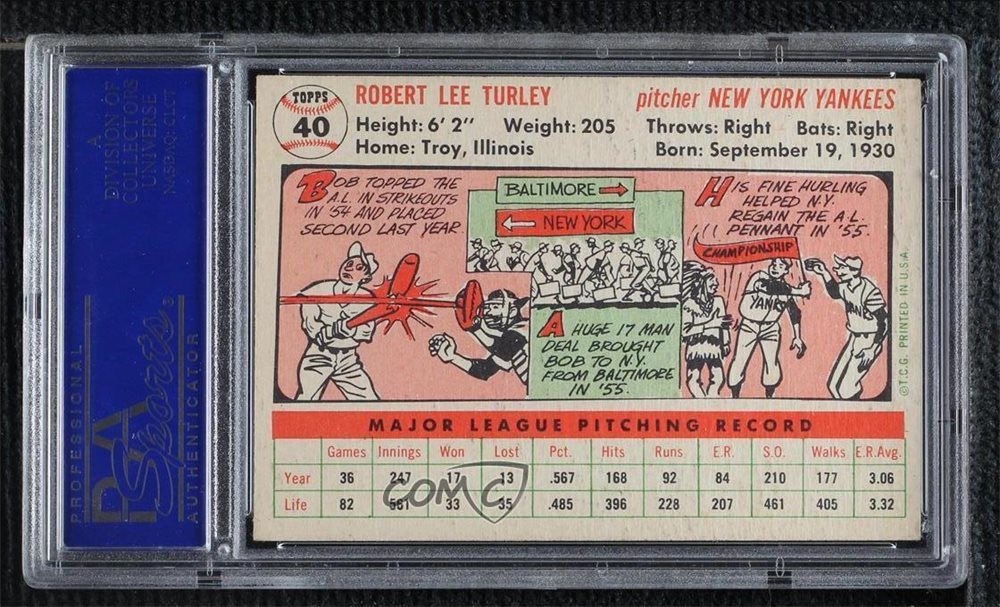 A
DIVISION OF
COLLECTORS
UNIVERSE
NASDAQ: CLCT
PROFESSIONAL
PSA
Sports
AUTHENTICATOR
TOPPS
40
ROBERT LEE TURLEY
pitcher NEW YORK YANKEES
Height: 6' 2" Weight: 205 Throws: Right Bats: Right
Home: Troy, Illinois Born: September 19, 1930
BOB TOPPED THE
A.L. IN STRIKEOUTS
IN '54 AND PLACED
SECOND LAST YEAR.
BALTIMORE
NEW YORK
A HUGE 17 MAN
DEAL BROUGHT
BOB TO N.Y.
FROM BALTIMORE
IN '55.
HIS FINE HURLING
HELPED N.Y.
REGAIN THE A.L.
PENNANT IN '55.
CHAMPIONSHIP
YANKS
©T.C.G. PRINTED IN U.S.A.
MAJOR LEAGUE PITCHING RECORD
Games Innings Won Lost Pct. Hits Runs E.R. S.O. Walks E.R.Avg.
Year 36 247 17 13 .567 168 92 84 210 177 3.06
Life 82 561 33 35 .485 396 228 207 461 405 3.32
COMC